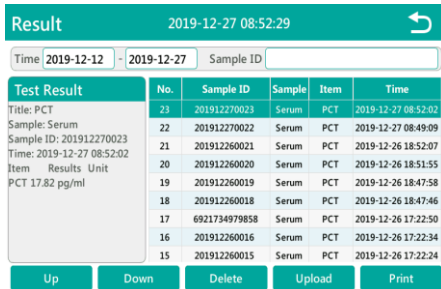 Result 2019-12-27 08:52:29
Time 2019-12-12 - 2019-12-27 Sample ID
Test Result
Title: PCT
Sample: Serum
Sample ID: 201912270023
Time: 2019-12-27 08:52:02
Item Results Unit
PCT 17.82 pg/ml
No. Sample ID Sample Item Time
23 201912270023 Serum PCT 2019-12-27 08:52:02
22 201912270022 Serum PCT 2019-12-27 08:49:09
21 201912260021 Serum PCT 2019-12-26 18:52:07
20 201912260020 Serum PCT 2019-12-26 18:51:55
19 201912260019 Serum PCT 2019-12-26 18:47:58
18 201912260018 Serum PCT 2019-12-26 18:47:46
17 6921734979858 Serum PCT 2019-12-26 17:22:50
16 201912260016 Serum PCT 2019-12-26 17:22:34
15 201912260015 Serum PCT 2019-12-26 17:22:24
Up Down Delete Upload Print